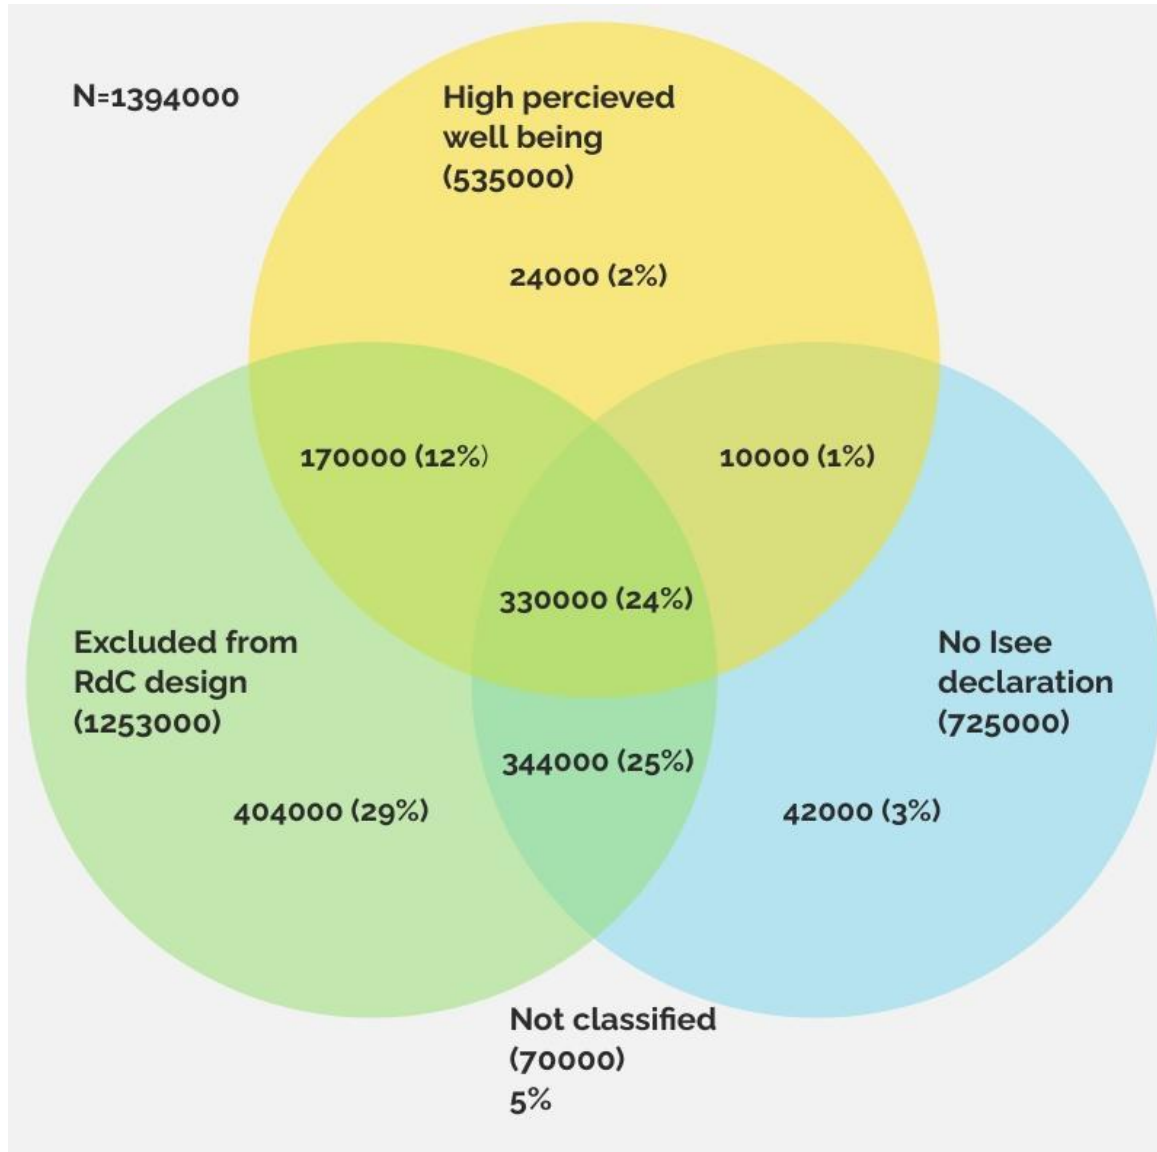 N=1394000
High percieved
well being
(535000)
24000 (2%)
170000 (12%)
10000 (1%)
330000 (24%)
Excluded from
RdC design
(1253000)
No Isee
declaration
(725000)
344000 (25%)
404000 (29%)
42000 (3%)
Not classified
(70000)
5%